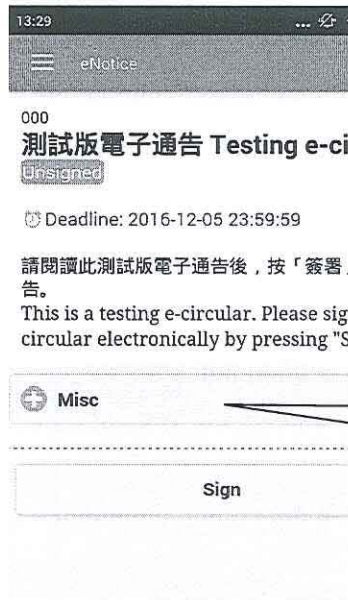 13:29
eNotice
000
測試版電子通告 Testing e-ci
Unsigned
Deadline: 2016-12-05 23:59:59
請閱讀此測試版電子通告後，按「簽署」
告。
This is a testing e-circular. Please sig
circular electronically by pressing "S
Misc
Sign